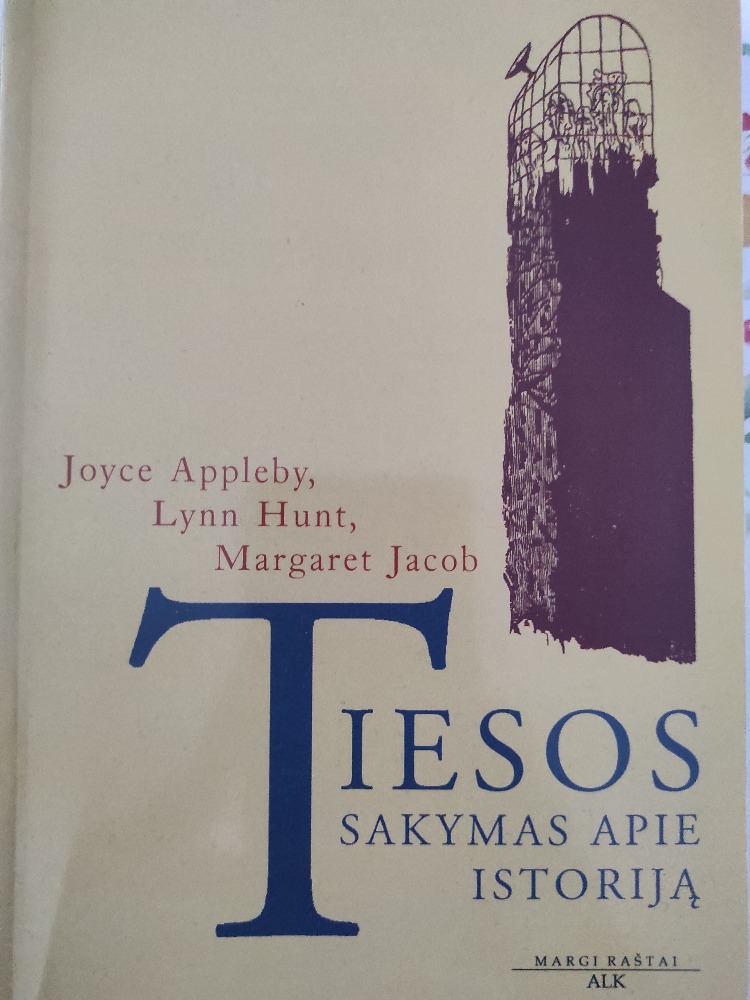 Joyce Appleby,
Lynn Hunt,
Margaret Jacob
TIESOS
SAKYMAS APIE
ISTORIJĄ
MARGI RAŠTAI
ALK